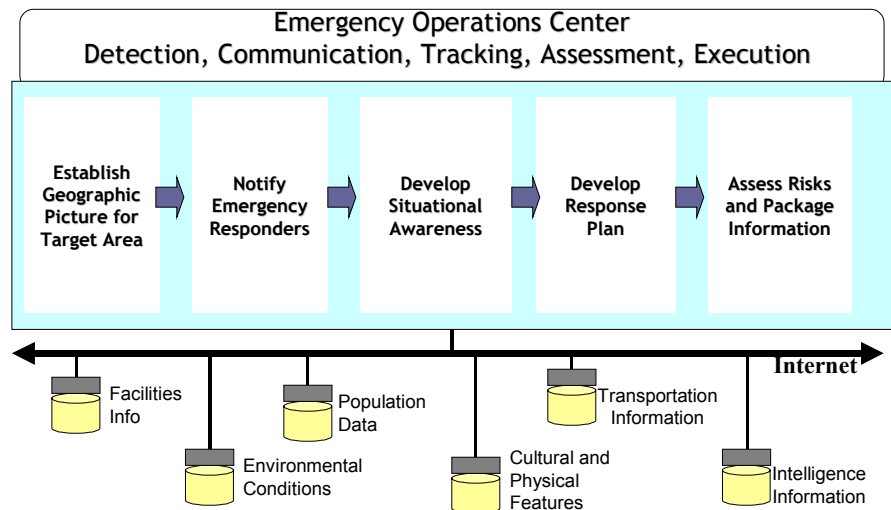 Emergency Operations Center
Detection, Communication, Tracking, Assessment, Execution
Establish
Geographic
Picture for
Target Area
Notify
Emergency
Responders
Develop
Situational
Awareness
Develop
Response
Plan
Assess Risks
and Package
Information
Internet
Facilities
Info
Population
Data
Transportation
Information
Environmental
Conditions
Cultural and
Physical
Features
Intelligence
Information